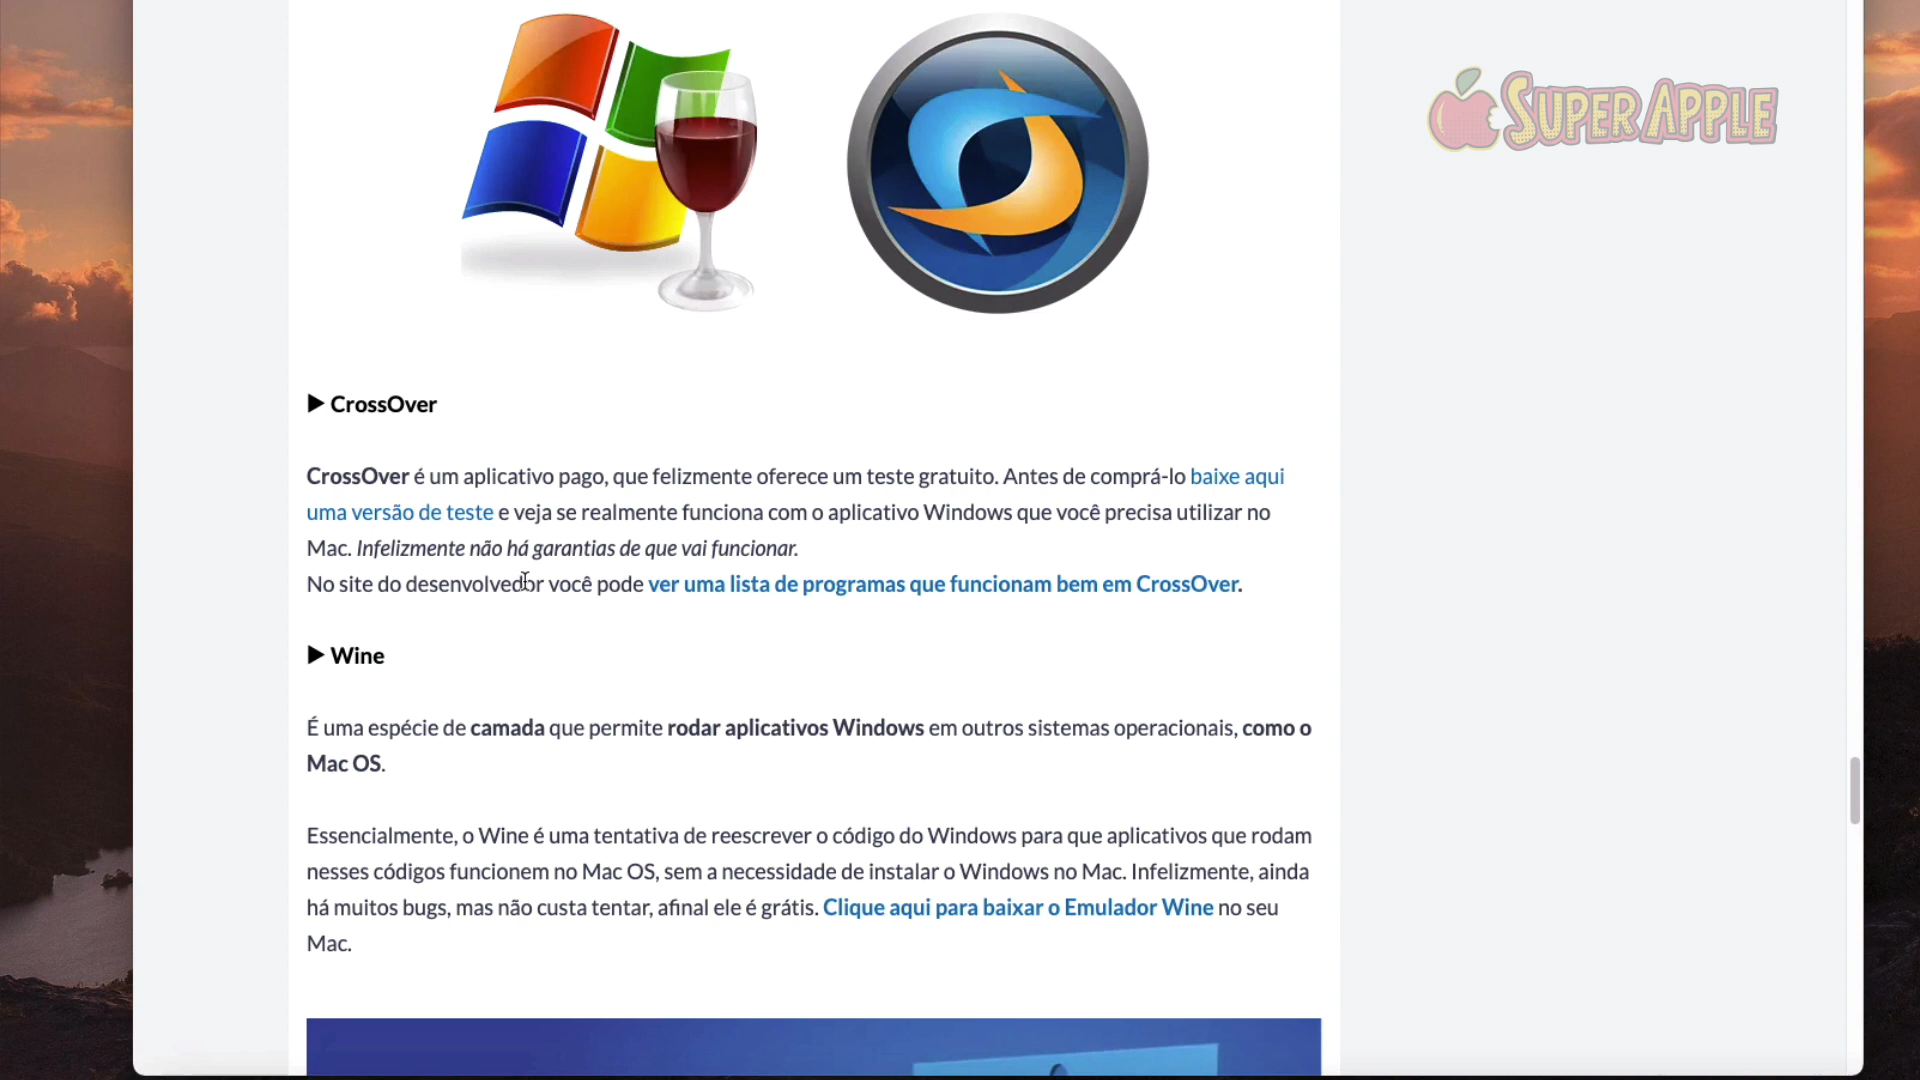 SUPER APPLE
▶ CrossOver
CrossOver é um aplicativo pago, que felizmente oferece um teste gratuito. Antes de comprá-lo baixe aqui
uma versão de teste e veja se realmente funciona com o aplicativo Windows que você precisa utilizar no
Mac. Infelizmente não há garantias de que vai funcionar.
No site do desenvolvedor você pode ver uma lista de programas que funcionam bem em CrossOver.
▶ Wine
É uma espécie de camada que permite rodar aplicativos Windows em outros sistemas operacionais, como o
Mac OS.
Essencialmente, o Wine é uma tentativa de reescrever o código do Windows para que aplicativos que rodam
nesses códigos funcionem no Mac OS, sem a necessidade de instalar o Windows no Mac. Infelizmente, ainda
há muitos bugs, mas não custa tentar, afinal ele é grátis. Clique aqui para baixar o Emulador Wine no seu
Mac.